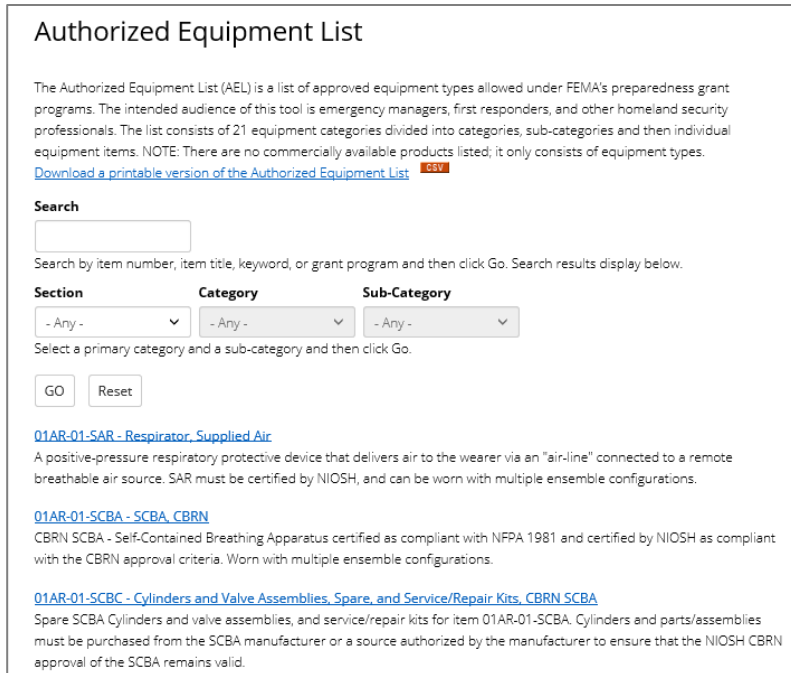 Authorized Equipment List
The Authorized Equipment List (AEL) is a list of approved equipment types allowed under FEMA's preparedness grant
programs. The intended audience of this tool is emergency managers, first responders, and other homeland security
professionals. The list consists of 21 equipment categories divided into categories, sub-categories and then individual
equipment items. NOTE: There are no commercially available products listed; it only consists of equipment types.
Download a printable version of the Authorized Equipment List CSV
Search
Search by item number, item title, keyword, or grant program and then click Go. Search results display below.
Section Category Sub-Category
- Any - - Any - - Any -
Select a primary category and a sub-category and then click Go.
GO Reset
01AR-01-SAR - Respirator, Supplied Air
A positive-pressure respiratory protective device that delivers air to the wearer via an "air-line" connected to a remote
breathable air source. SAR must be certified by NIOSH, and can be worn with multiple ensemble configurations.
01AR-01-SCBA - SCBA, CBRN
CBRN SCBA - Self-Contained Breathing Apparatus certified as compliant with NFPA 1981 and certified by NIOSH as compliant
with the CBRN approval criteria. Worn with multiple ensemble configurations.
01AR-01-SCBC - Cylinders and Valve Assemblies, Spare, and Service/Repair Kits, CBRN SCBA
Spare SCBA Cylinders and valve assemblies, and service/repair kits for item 01AR-01-SCBA. Cylinders and parts/assemblies
must be purchased from the SCBA manufacturer or a source authorized by the manufacturer to ensure that the NIOSH CBRN
approval of the SCBA remains valid.